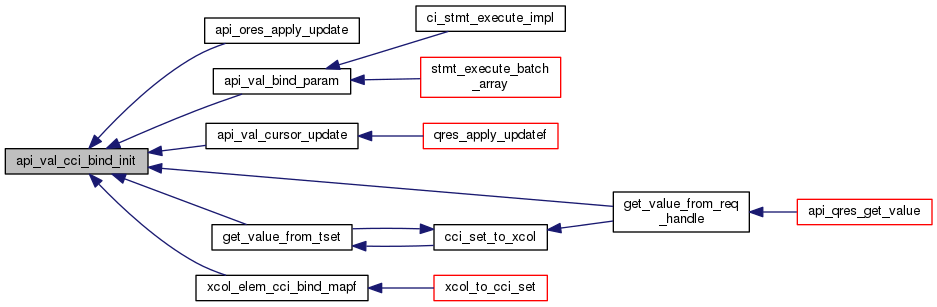 ci_stmt_execute_impl
api_ores_apply_update
stmt_execute_batch
_array
api_val_bind_param
api_val_cursor_update
qres_apply_updatef
api_val_cci_bind_init
get_value_from_req
_handle
api_qres_get_value
get_value_from_tset
cci_set_to_xcol
xcol_elem_cci_bind_mapf
xcol_to_cci_set